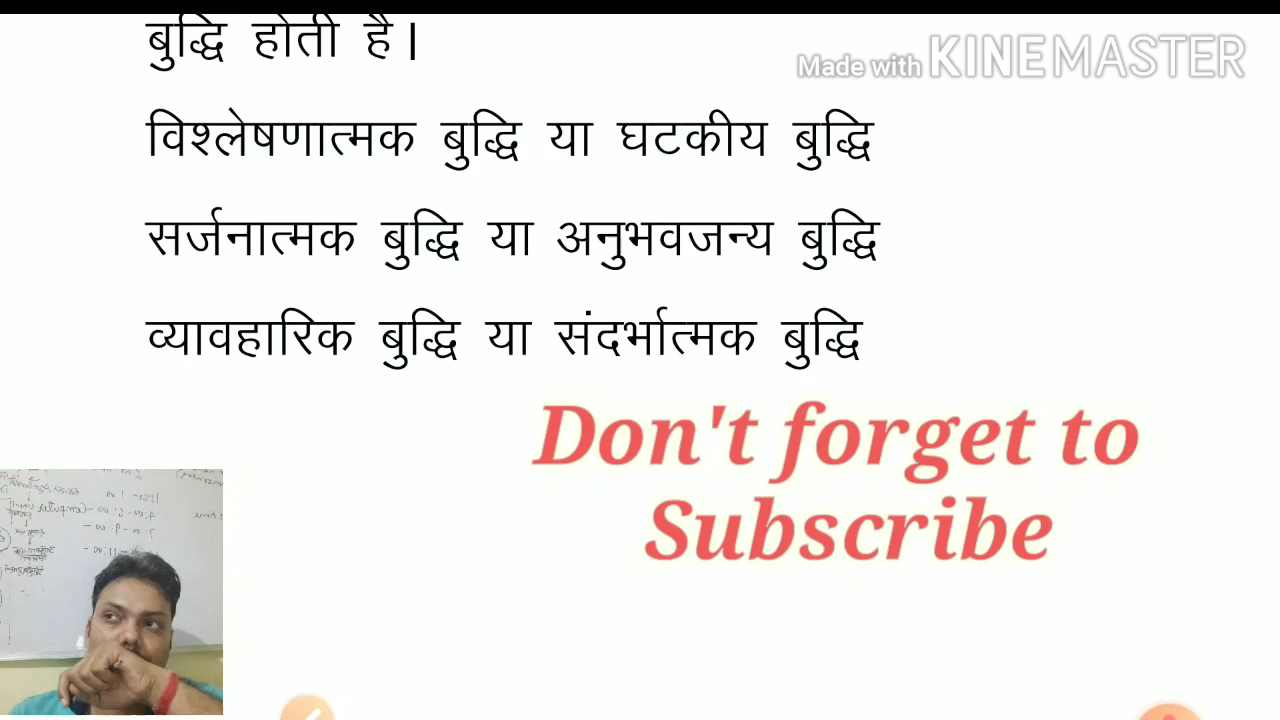 बुद्धि होती है।
Made with KINEMASTER
विश्लेषणात्मक बुद्धि या घटकीय बुद्धि
सर्जनात्मक बुद्धि या अनुभवजन्य बुद्धि
व्यावहारिक बुद्धि या संदर्भात्मक बुद्धि
Don't forget to
Subscribe